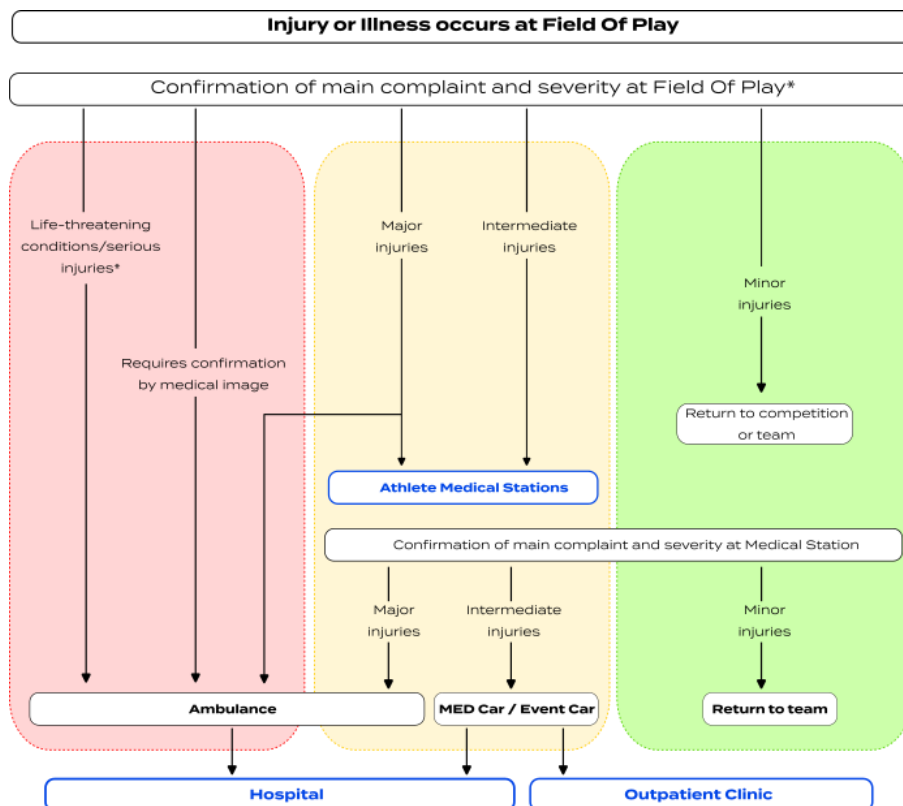 Injury or Illness occurs at Field Of Play
Confirmation of main complaint and severity at Field Of Play*
Life-threatening
conditions/serious
injuries*
Major
injuries
Intermediate
injuries
Minor
injuries
Requires confirmation
by medical image
Return to competition
or team
Athlete Medical Stations
Confirmation of main complaint and severity at Medical Station
Major
injuries
Intermediate
injuries
Minor
injuries
Ambulance
MED Car / Event Car
Return to team
Hospital
Outpatient Clinic